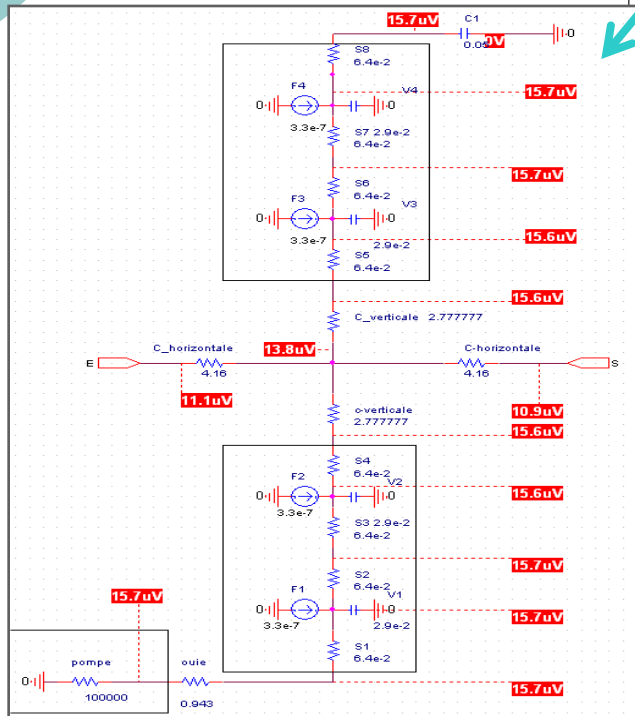 15.7uV
C1
0.05
0V
0
S8
6.4e-2
F4
V4
0
0
15.7uV
3.3e-7
S7 2.9e-2
6.4e-2
15.7uV
S6
6.4e-2
F3
V3
0
0
3.3e-7
15.6uV
2.9e-2
S5
6.4e-2
15.6uV
C_verticale 2.777777
C_horizontale
13.8uV
C-horizontale
E
S
4.16
4.16
11.1uV
10.9uV
c-verticale
2.777777
15.6uV
S4
6.4e-2
F2
V2
0
0
15.6uV
3.3e-7
S3 2.9e-2
6.4e-2
15.7uV
S2
6.4e-2
15.7uV
F1
V1
0
0
15.7uV
3.3e-7
2.9e-2
S1
6.4e-2
pompe
ouie
0
15.7uV
100000
0.943